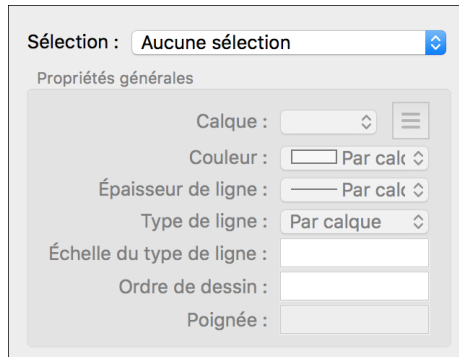 Sélection : Aucune sélection
Propriétés générales
Calque :
Couleur : Par calc
Épaisseur de ligne : Par calc
Type de ligne : Par calque
Échelle du type de ligne :
Ordre de dessin :
Poignée :